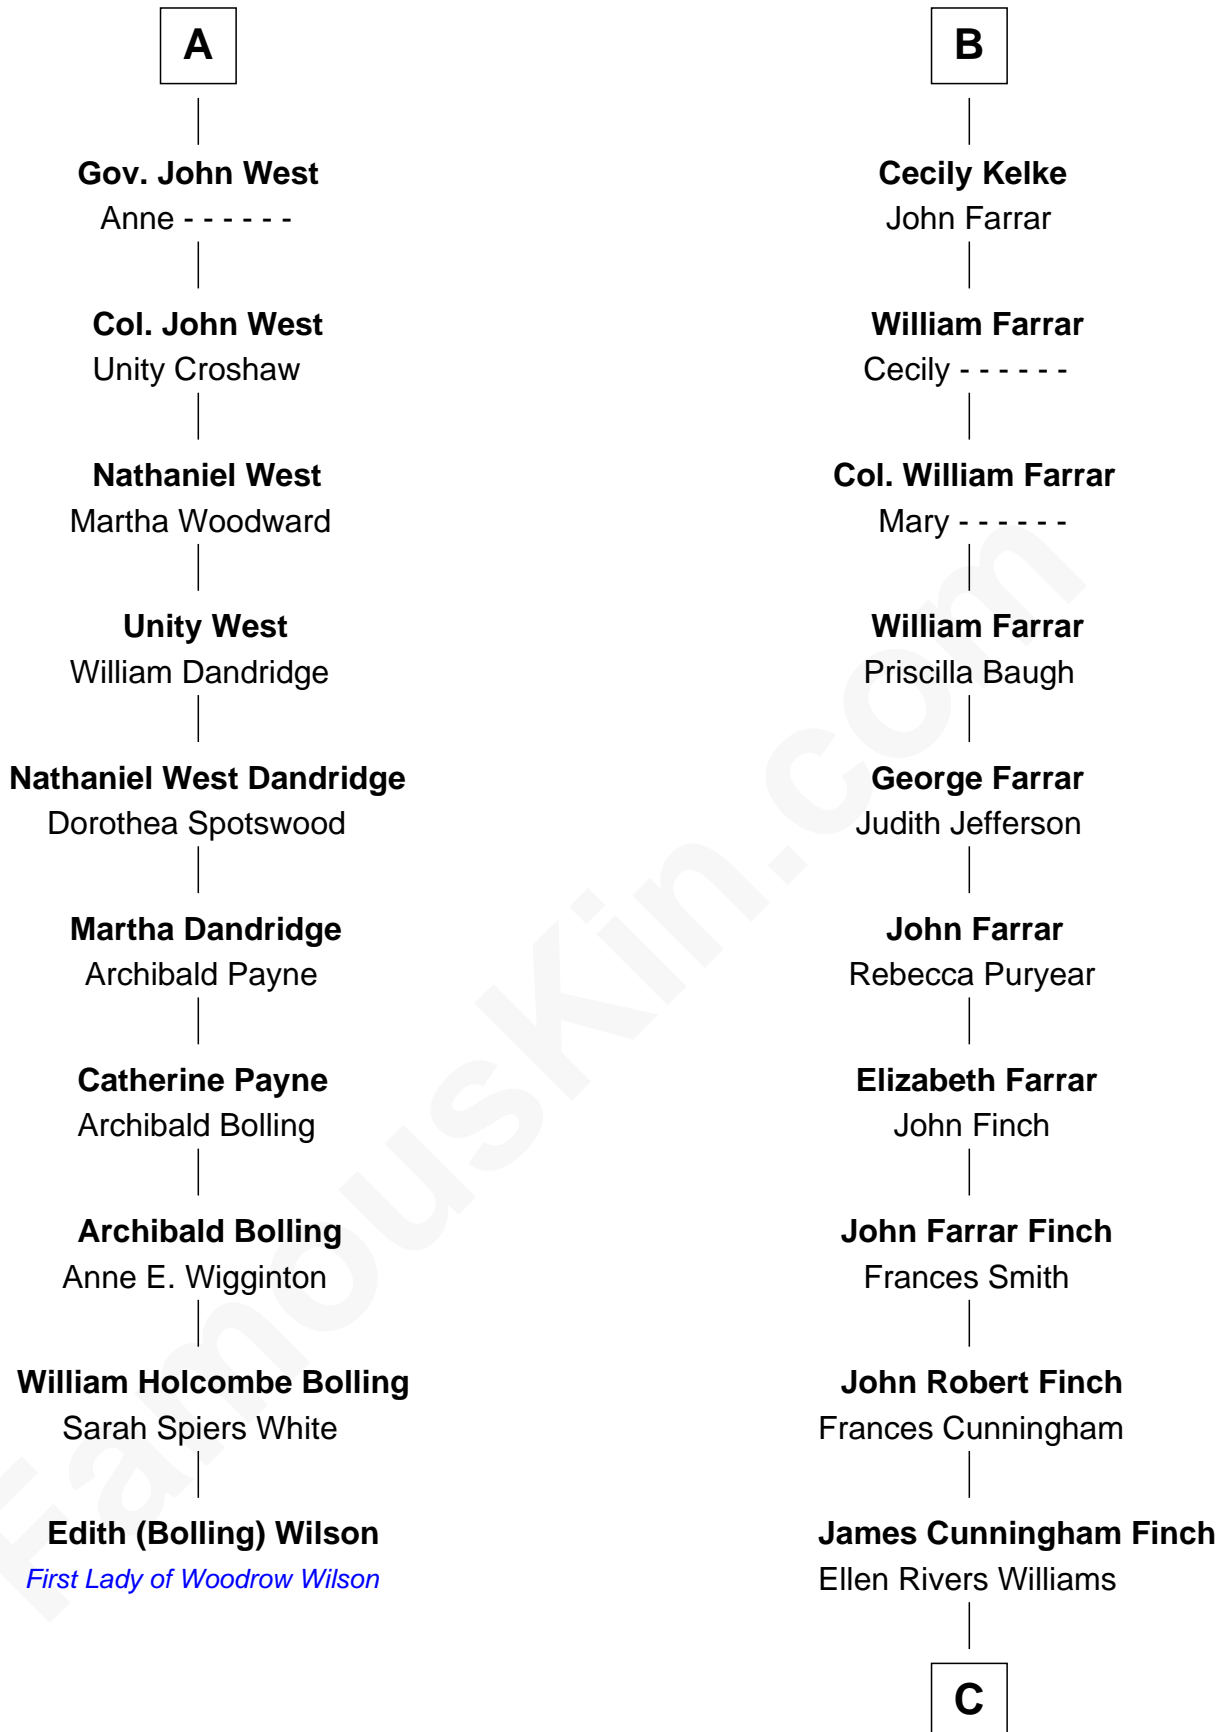 A
Gov. John West
Anne - - - - - -
Col. John West
Unity Croshaw
Nathaniel West
Martha Woodward
Unity West
William Dandridge
Nathaniel West Dandridge
Dorothea Spotswood
Martha Dandridge
Archibald Payne
Catherine Payne
Archibald Bolling
Archibald Bolling
Anne E. Wigginton
William Holcombe Bolling
Sarah Spiers White
Edith (Bolling) Wilson
First Lady of Woodrow Wilson
B
Cecily Kelke
John Farrar
William Farrar
Cecily - - - - - -
Col. William Farrar
Mary - - - - - -
William Farrar
Priscilla Baugh
George Farrar
Judith Jefferson
John Farrar
Rebecca Puryear
Elizabeth Farrar
John Finch
John Farrar Finch
Frances Smith
John Robert Finch
Frances Cunningham
James Cunningham Finch
Ellen Rivers Williams
C
FamousKin.com